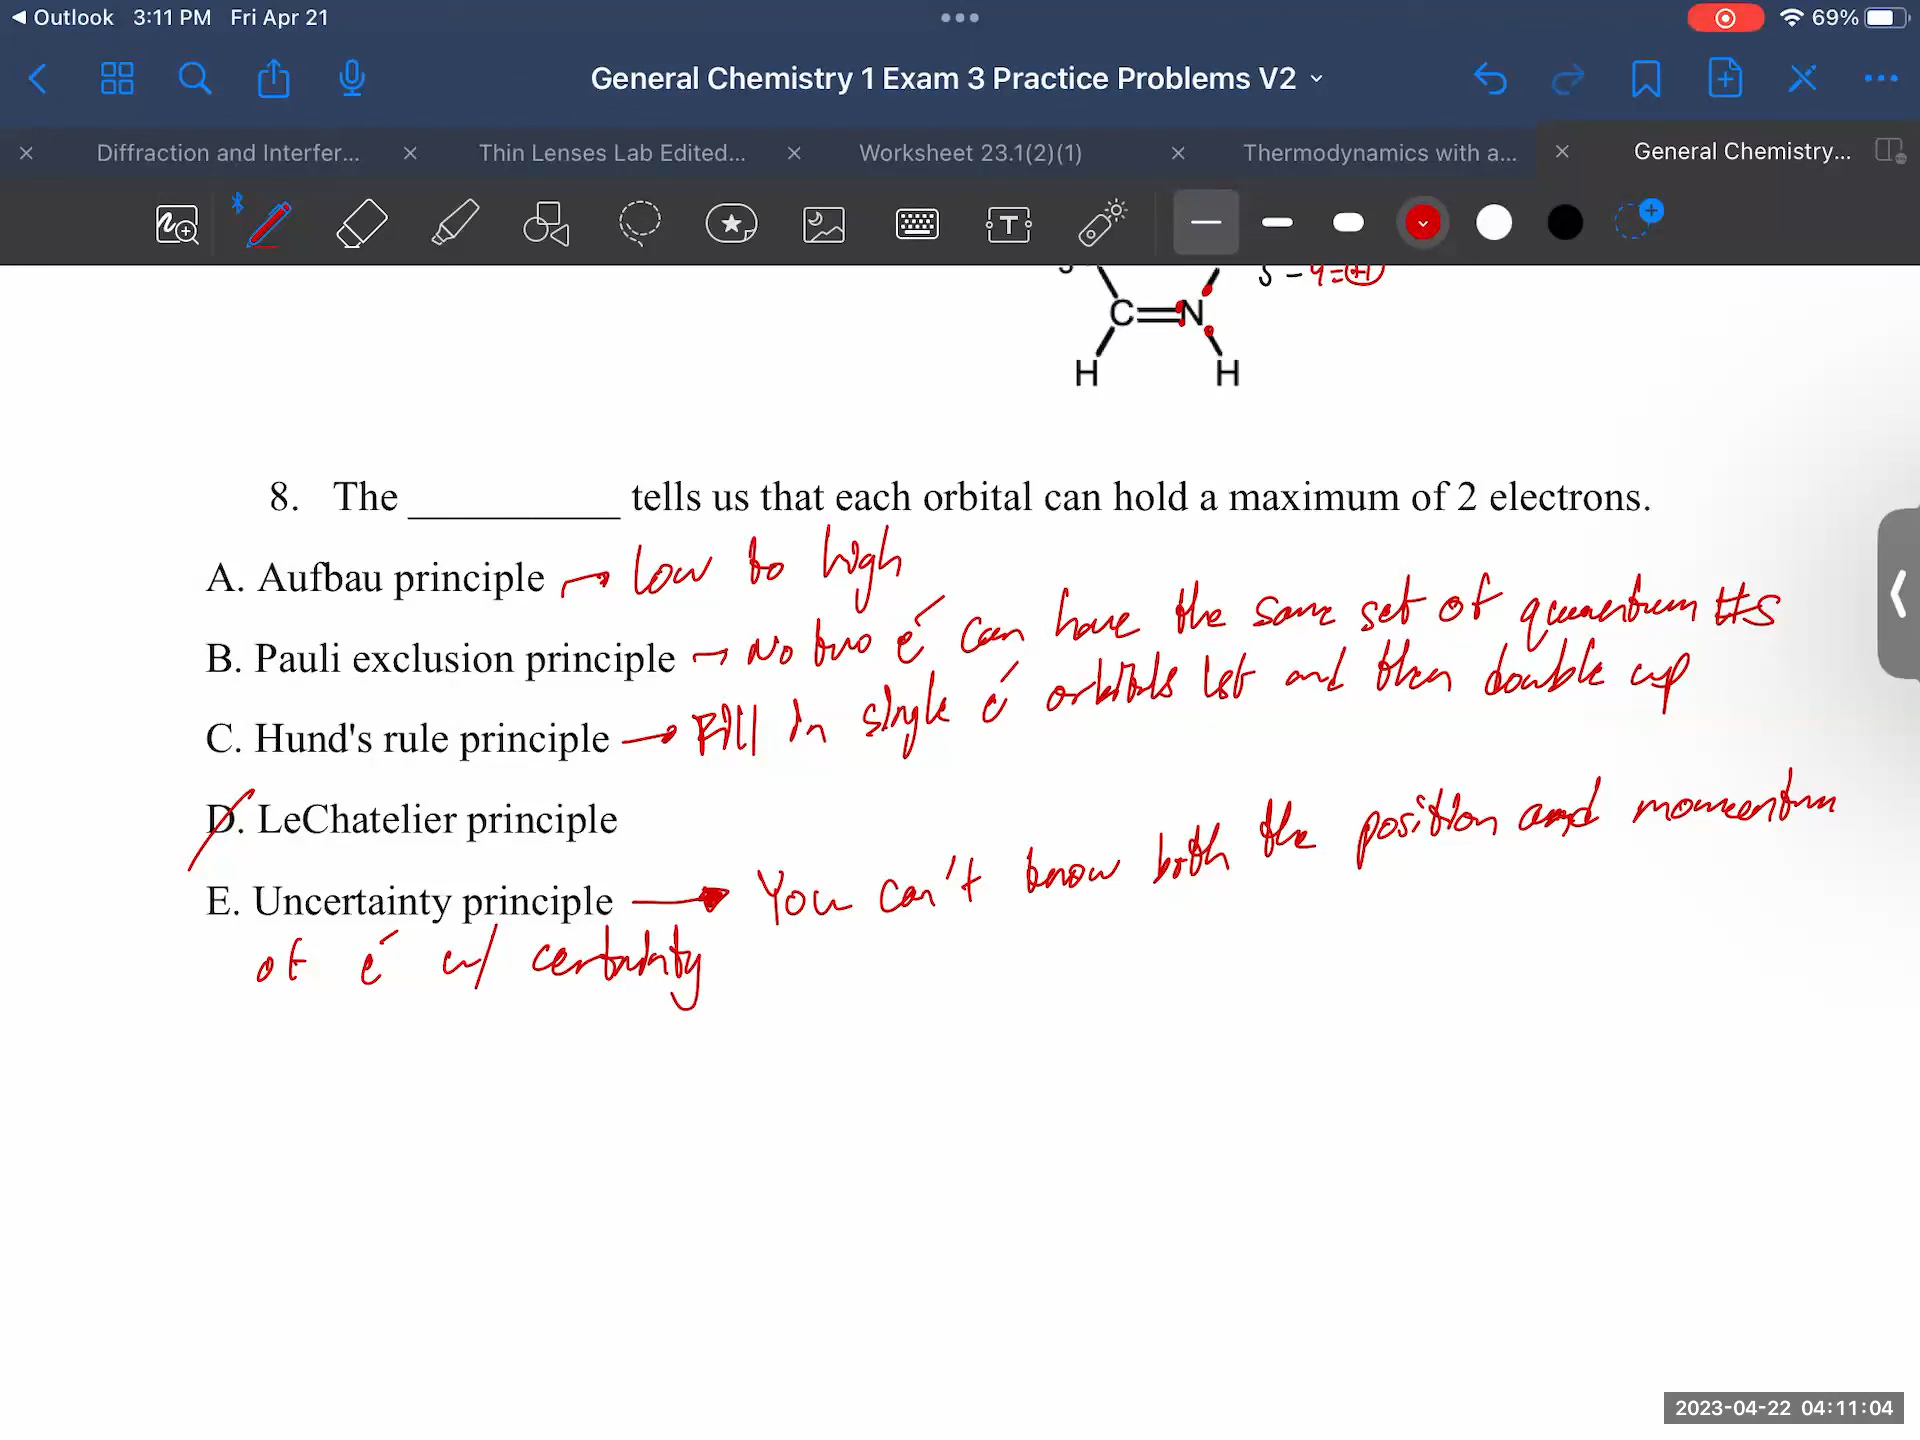 Outlook 3:11 PM Fri Apr 21
69%
General Chemistry 1 Exam 3 Practice Problems V2
Diffraction and Interfer...
Thin Lenses Lab Edited...
Worksheet 23.1(2)(1)
Thermodynamics with a...
General Chemistry...
5 - 4 = +1
C N
H H
8. The __________ tells us that each orbital can hold a maximum of 2 electrons.
A. Aufbau principle → low to high
B. Pauli exclusion principle → No two e⁻ can have the same set of quantum #s
C. Hund's rule principle → Fill in single e⁻ orbitals 1st and then double up
D. LeChatelier principle
E. Uncertainty principle → You can't know both the position and momentum
of e⁻ w/ certainty
2023-04-22 04:11:04